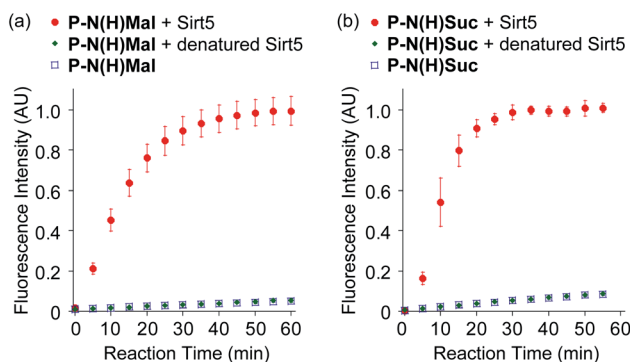 (a)
P-N(H)Mal + Sirt5
P-N(H)Mal + denatured Sirt5
P-N(H)Mal
Fluorescence Intensity (AU)
1.0
0.8
0.6
0.4
0.2
0
0 10 20 30 40 50 60
Reaction Time (min)
(b)
P-N(H)Suc + Sirt5
P-N(H)Suc + denatured Sirt5
P-N(H)Suc
Fluorescence Intensity (AU)
1.0
0.8
0.6
0.4
0.2
0
0 10 20 30 40 50 60
Reaction Time (min)